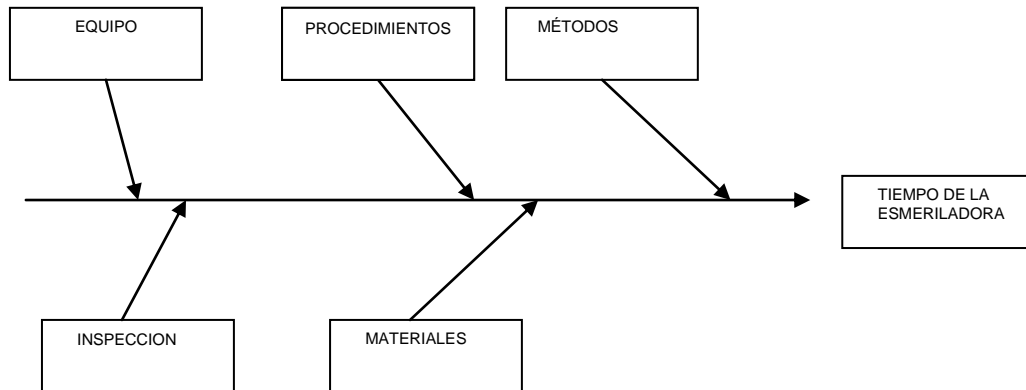 EQUIPO
PROCEDIMIENTOS
MÉTODOS
TIEMPO DE LA
ESMERILADORA
INSPECCION
MATERIALES